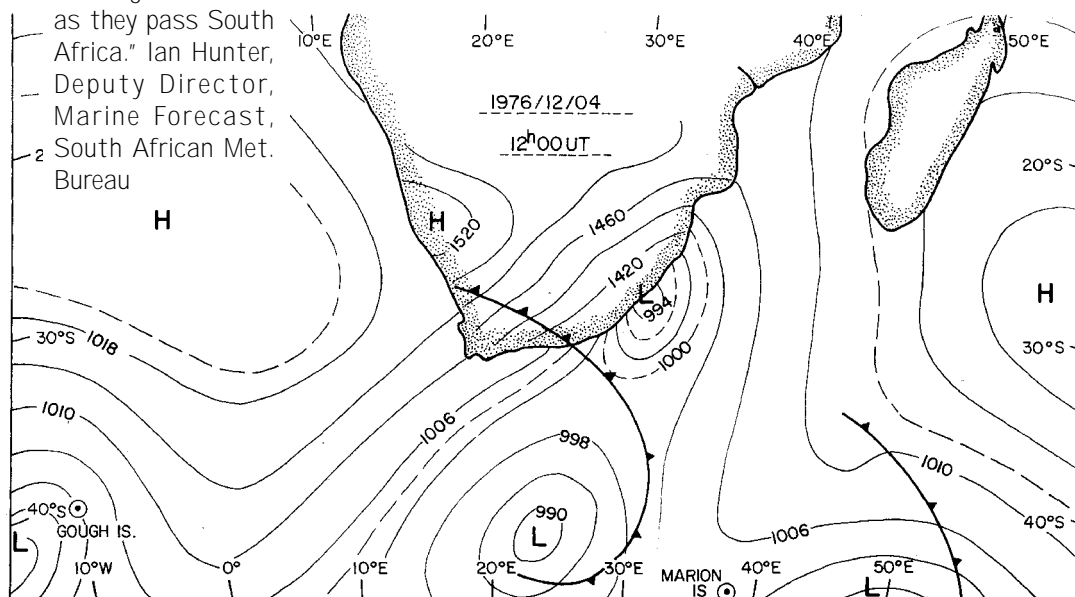 as they pass South
Africa." Ian Hunter,
Deputy Director,
Marine Forecast,
South African Met.
Bureau
10°E
20°E
30°E
40°E
50°E
1976/12/04
12h00UT
20°S
H
H
1520
1460
1420
L
994
H
1000
30°S
1018
30°S
1010
1006
998
1010
40°S
GOUGH IS.
990
L
L
1006
40°S
10°W
0°
10°E
20°E
30°E
MARION
IS
40°E
50°E
L